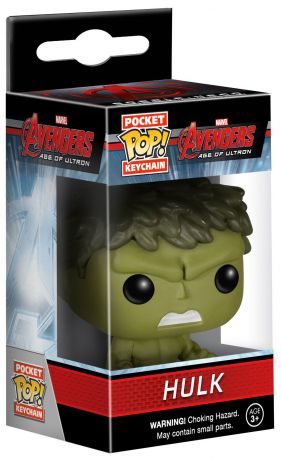 MARVEL
AVENGERS
AGE OF ULTRON
POCKET
POP!
KEYCHAIN
MARVEL
AVENGERS
AGE OF ULTRON
POCKET
POP!
KEYCHAIN
HULK
WARNING! Choking Hazard.
May contain small parts.
AGE
3+